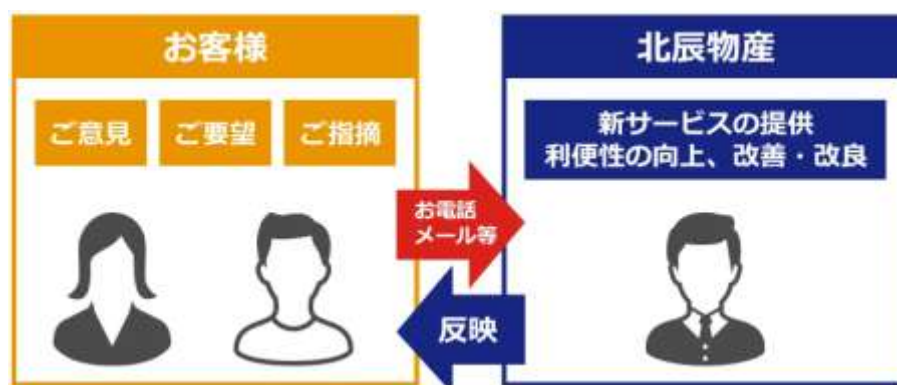 お客様
ご意見
ご要望
ご指摘
お電話
メール等
反映
北辰物産
新サービスの提供
利便性の向上、改善・改良